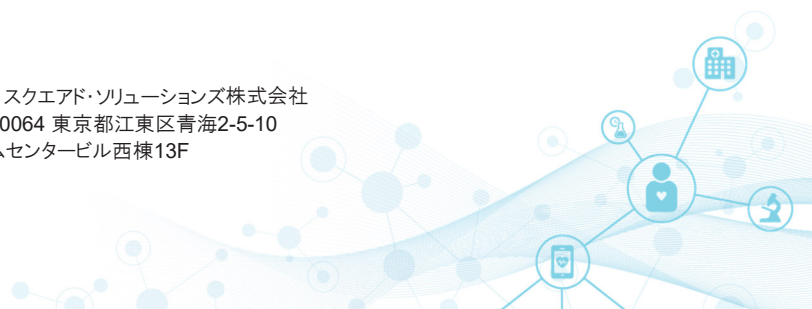 スクエアド・ソリューションズ株式会社
0064 東京都江東区青海2-5-10
ムセンタービル西棟13F